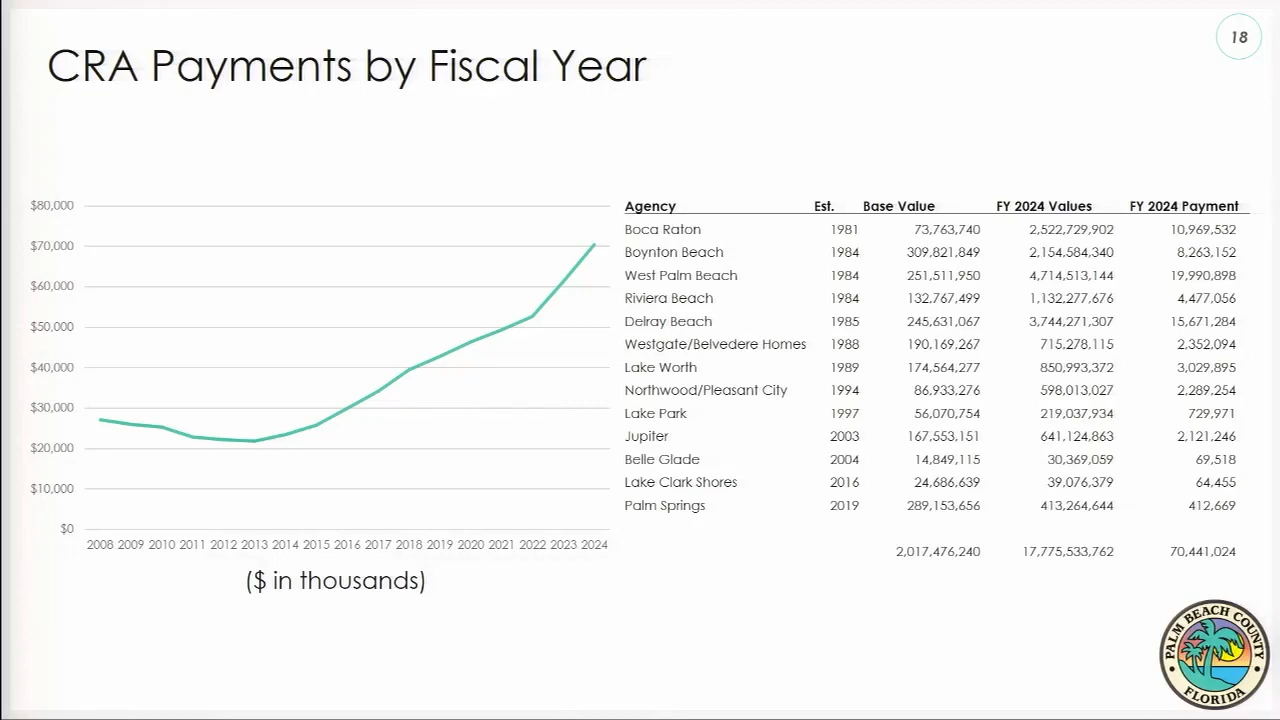 18
CRA Payments by Fiscal Year
$80,000
$70,000
$60,000
$50,000
$40,000
$30,000
$20,000
$10,000
$0
2008 2009 2010 2011 2012 2013 2014 2015 2016 2017 2018 2019 2020 2021 2022 2023 2024
($ in thousands)
Agency Est. Base Value FY 2024 Values FY 2024 Payment
Boca Raton 1981 73,763,740 2,522,729,902 10,969,532
Boynton Beach 1984 309,821,849 2,154,584,340 8,263,152
West Palm Beach 1984 251,511,950 4,714,513,144 19,990,898
Riviera Beach 1984 132,767,499 1,132,277,676 4,477,056
Delray Beach 1985 245,631,067 3,744,271,307 15,671,284
Westgate/Belvedere Homes 1988 190,169,267 715,278,115 2,352,094
Lake Worth 1989 174,564,277 850,993,372 3,029,895
Northwood/Pleasant City 1994 86,933,276 598,013,027 2,289,254
Lake Park 1997 56,070,754 219,037,934 729,971
Jupiter 2003 167,553,151 641,124,863 2,121,246
Belle Glade 2004 14,849,115 30,369,059 69,518
Lake Clark Shores 2016 24,686,639 39,076,379 64,455
Palm Springs 2019 289,153,656 413,264,644 412,669
2,017,476,240 17,775,533,762 70,441,024
PALM BEACH COUNTY
FLORIDA